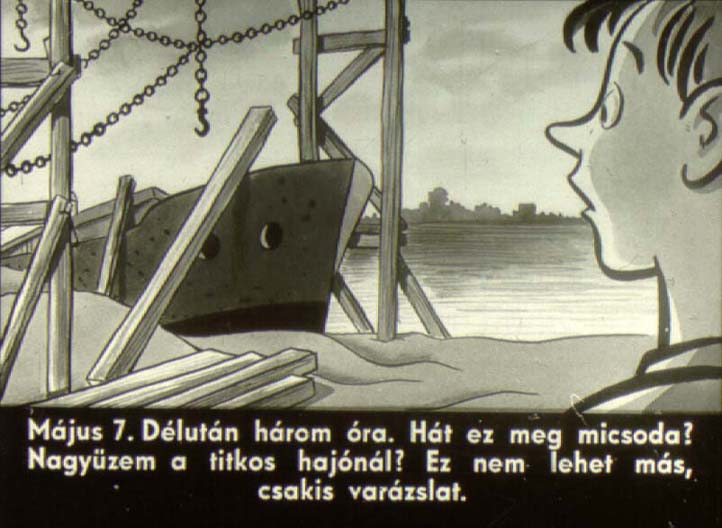 Május 7. Délután három óra. Hát ez meg micsoda?
Nagyüzem a titkos hajónál? Ez nem lehet más,
csakis varázslat.